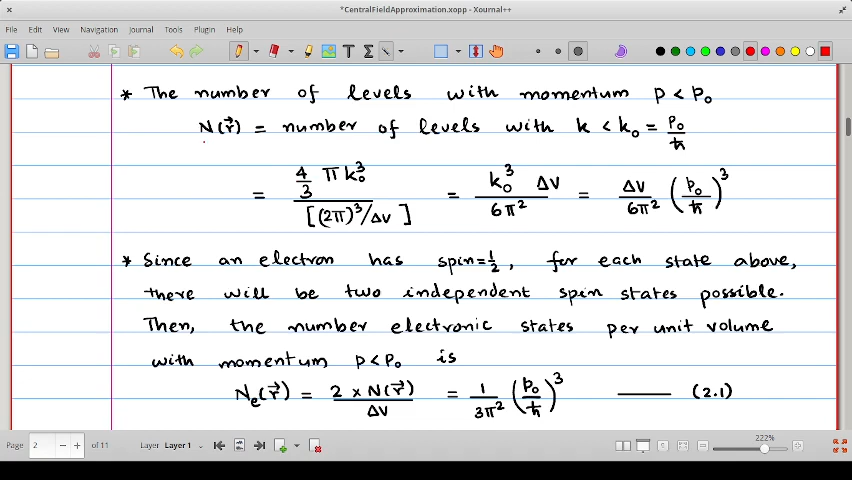 *CentralFieldApproximation.xopp - Xournal++
File Edit View Navigation Journal Tools Plugin Help
* The number of levels with momentum p < p₀
N(r⃗) = number of levels with k < k₀ = p₀/ħ
= (4/3 π k₀³) / [(2π)³/ΔV] = k₀³ ΔV / 6π² = ΔV/6π² (p₀/ħ)³
* Since an electron has spin=½, for each state above,
there will be two independent spin states possible.
Then, the number electronic states per unit volume
with momentum p < p₀ is
Nₑ(r⃗) = 2 × N(r⃗) / ΔV = 1/3π² (p₀/ħ)³ —— (2.1)
Page 2 of 11 Layer Layer 1 222%